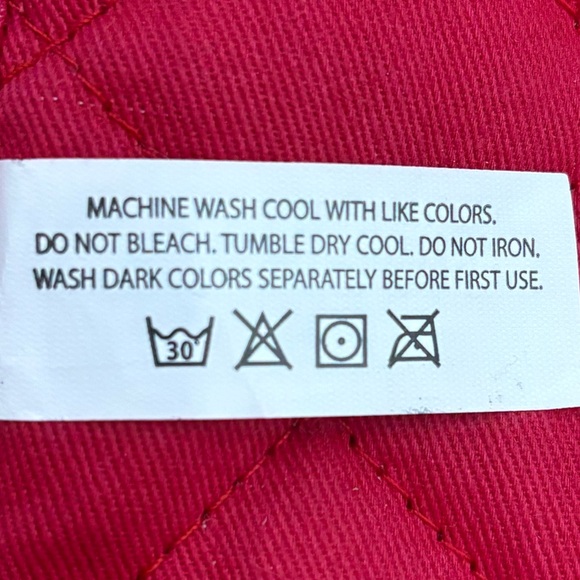 MACHINE WASH COOL WITH LIKE COLORS.
DO NOT BLEACH. TUMBLE DRY COOL. DO NOT IRON.
WASH DARK COLORS SEPARATELY BEFORE FIRST USE.
30°